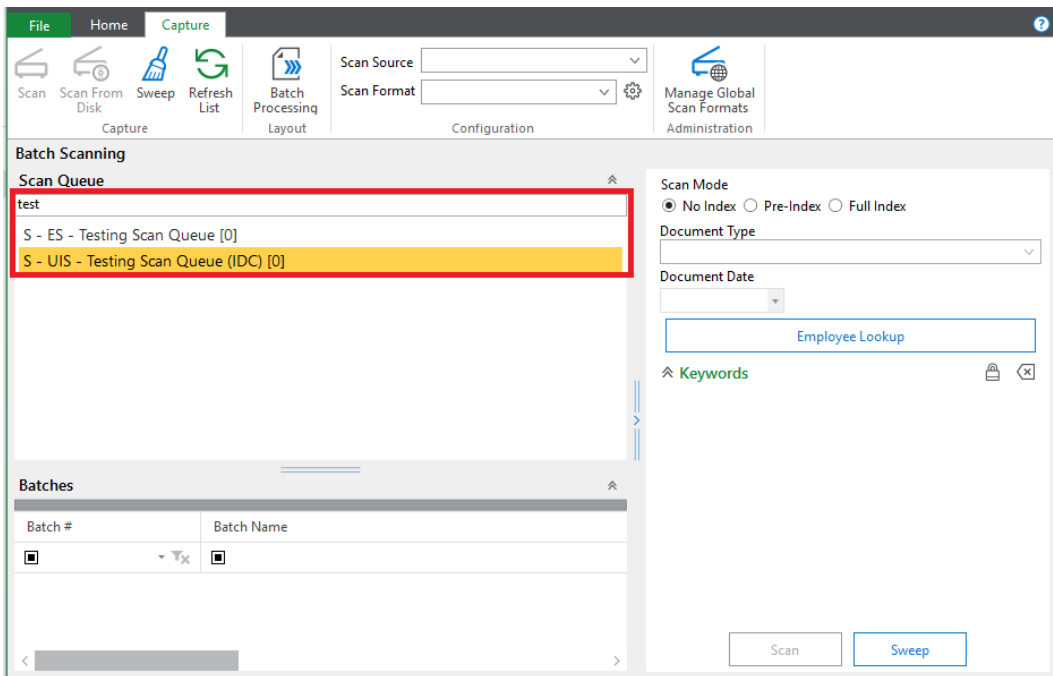 File Home Capture
Scan
Scan From Disk
Sweep
Refresh List
Batch Processing
Scan Source
Scan Format
Manage Global Scan Formats
Capture Layout Configuration Administration
Batch Scanning
Scan Queue
test
S - ES - Testing Scan Queue [0]
S - UIS - Testing Scan Queue (IDC) [0]
Scan Mode
No Index Pre-Index Full Index
Document Type
Document Date
Employee Lookup
Keywords
Batches
Batch # Batch Name
Scan Sweep